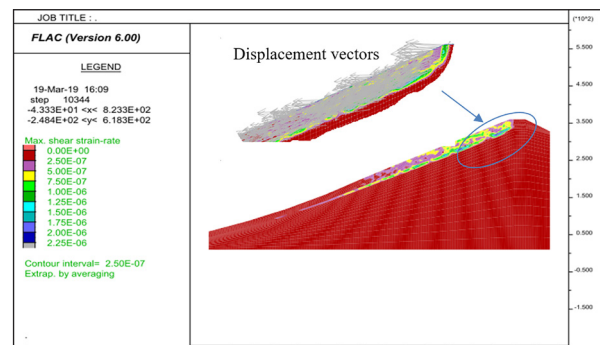 JOB TITLE : .
FLAC (Version 6.00)
LEGEND
19-Mar-19 16:09
step 10344
-4.333E+01 <x< 8.233E+02
-2.484E+02 <y< 6.183E+02
Max. shear strain-rate
0.00E+00
2.50E-07
5.00E-07
7.50E-07
1.00E-06
1.25E-06
1.50E-06
1.75E-06
2.00E-06
2.25E-06
Contour interval= 2.50E-07
Extrap. by averaging
Displacement vectors
(*10^2)
5.500
4.500
3.500
2.500
1.500
0.500
-0.500
-1.500